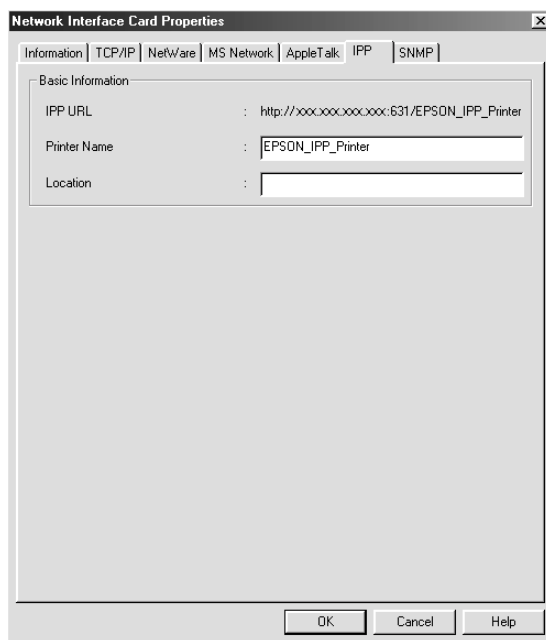 Network Interface Card Properties
Information TCP/IP NetWare MS Network AppleTalk IPP SNMP
Basic Information
IPP URL : http://xxx.xxx.xxx.xxx:631/EPSON_IPP_Printer
Printer Name : EPSON_IPP_Printer
Location :
OK Cancel Help